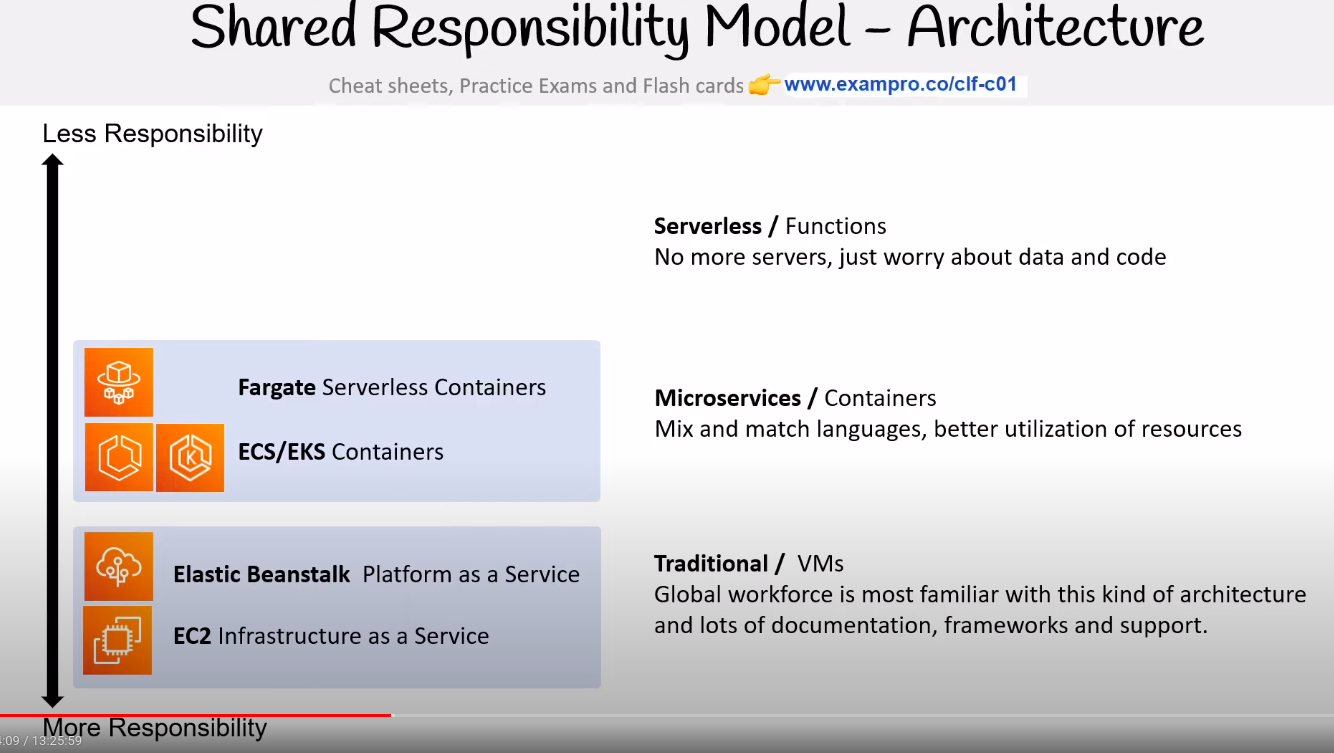 Shared Responsibility Model - Architecture
Cheat sheets, Practice Exams and Flash cards 👉 www.exampro.co/clf-c01
Less Responsibility
Serverless / Functions
No more servers, just worry about data and code
Fargate Serverless Containers
ECS/EKS Containers
K
Microservices / Containers
Mix and match languages, better utilization of resources
Elastic Beanstalk Platform as a Service
EC2 Infrastructure as a Service
Traditional / VMs
Global workforce is most familiar with this kind of architecture
and lots of documentation, frameworks and support.
More Responsibility
:09 / 13:25:59